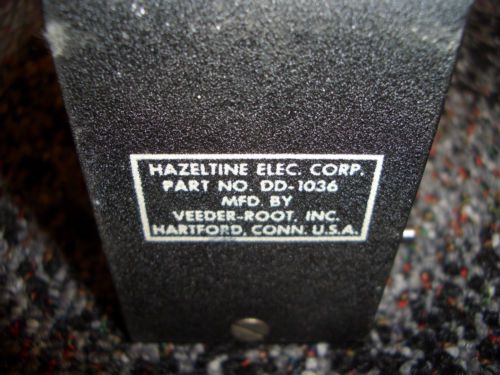 HAZELTINE ELEC. CORP.
PART NO. DD-1036
MFD. BY
VEEDER-ROOT, INC.
HARTFORD, CONN. U.S.A.